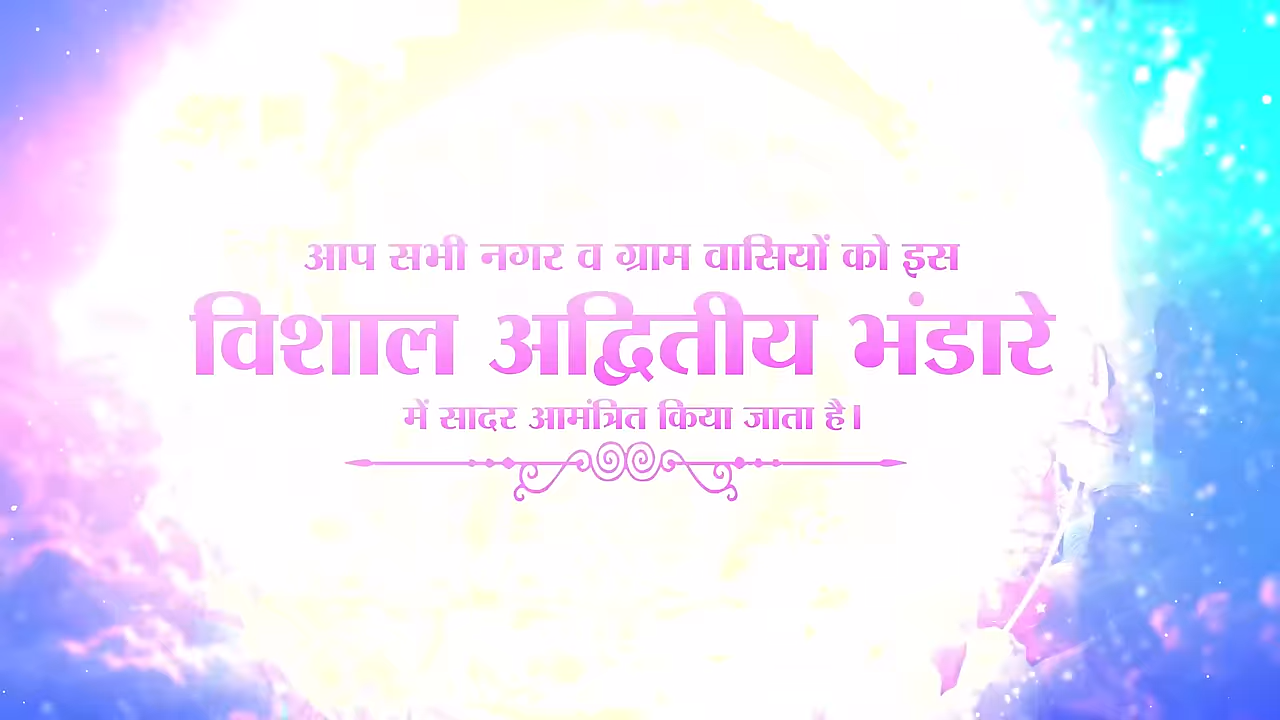 आप सभी नगर व ग्राम वासियों को इस
विशाल अद्वितीय भंडारे
में सादर आमंत्रित किया जाता है।